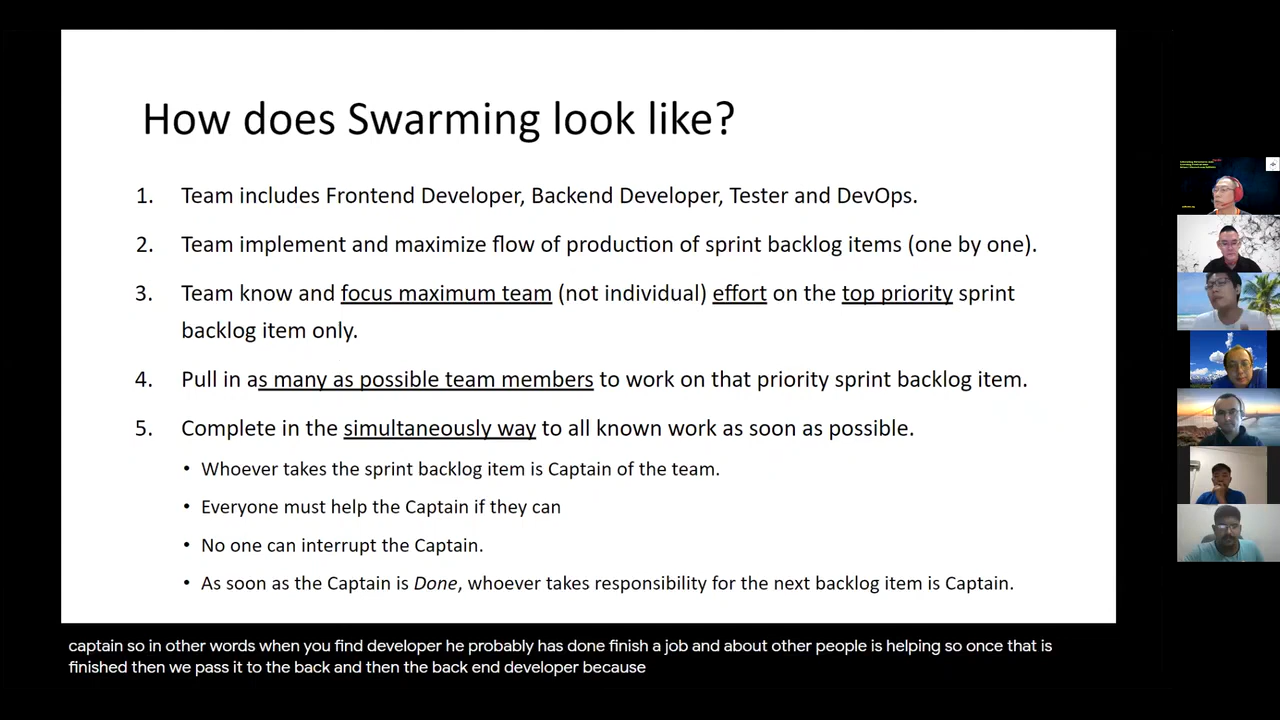 How does Swarming look like?
1. Team includes Frontend Developer, Backend Developer, Tester and DevOps.
2. Team implement and maximize flow of production of sprint backlog items (one by one).
3. Team know and focus maximum team (not individual) effort on the top priority sprint
backlog item only.
4. Pull in as many as possible team members to work on that priority sprint backlog item.
5. Complete in the simultaneously way to all known work as soon as possible.
• Whoever takes the sprint backlog item is Captain of the team.
• Everyone must help the Captain if they can
• No one can interrupt the Captain.
• As soon as the Captain is Done, whoever takes responsibility for the next backlog item is Captain.
captain so in other words when you find developer he probably has done finish a job and about other people is helping so once that is
finished then we pass it to the back and then the back end developer because